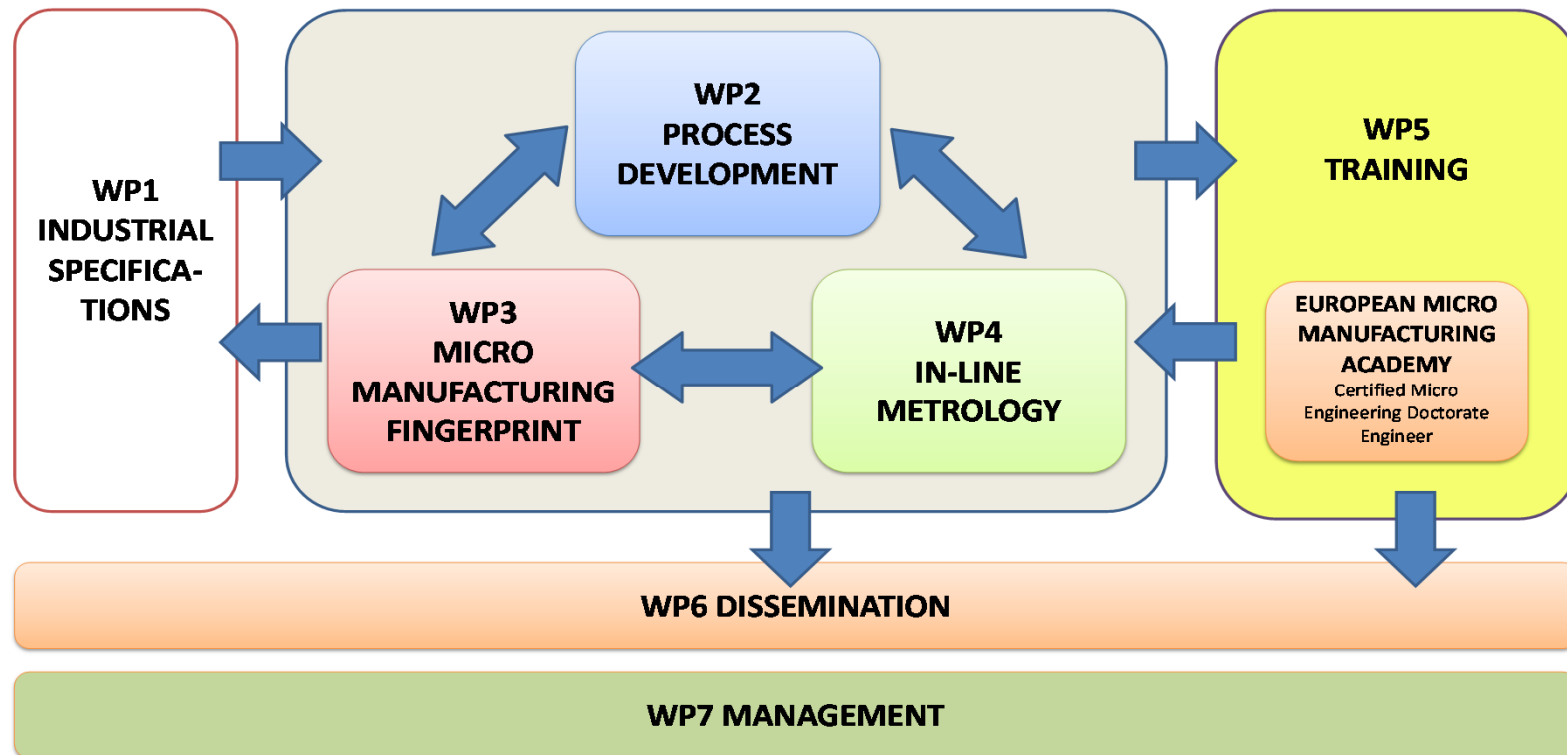 WP1
INDUSTRIAL
SPECIFICA-
TIONS
WP2
PROCESS
DEVELOPMENT
WP3
MICRO
MANUFACTURING
FINGERPRINT
WP4
IN-LINE
METROLOGY
WP5
TRAINING
EUROPEAN MICRO
MANUFACTURING
ACADEMY
Certified Micro
Engineering Doctorate
Engineer
WP6 DISSEMINATION
WP7 MANAGEMENT